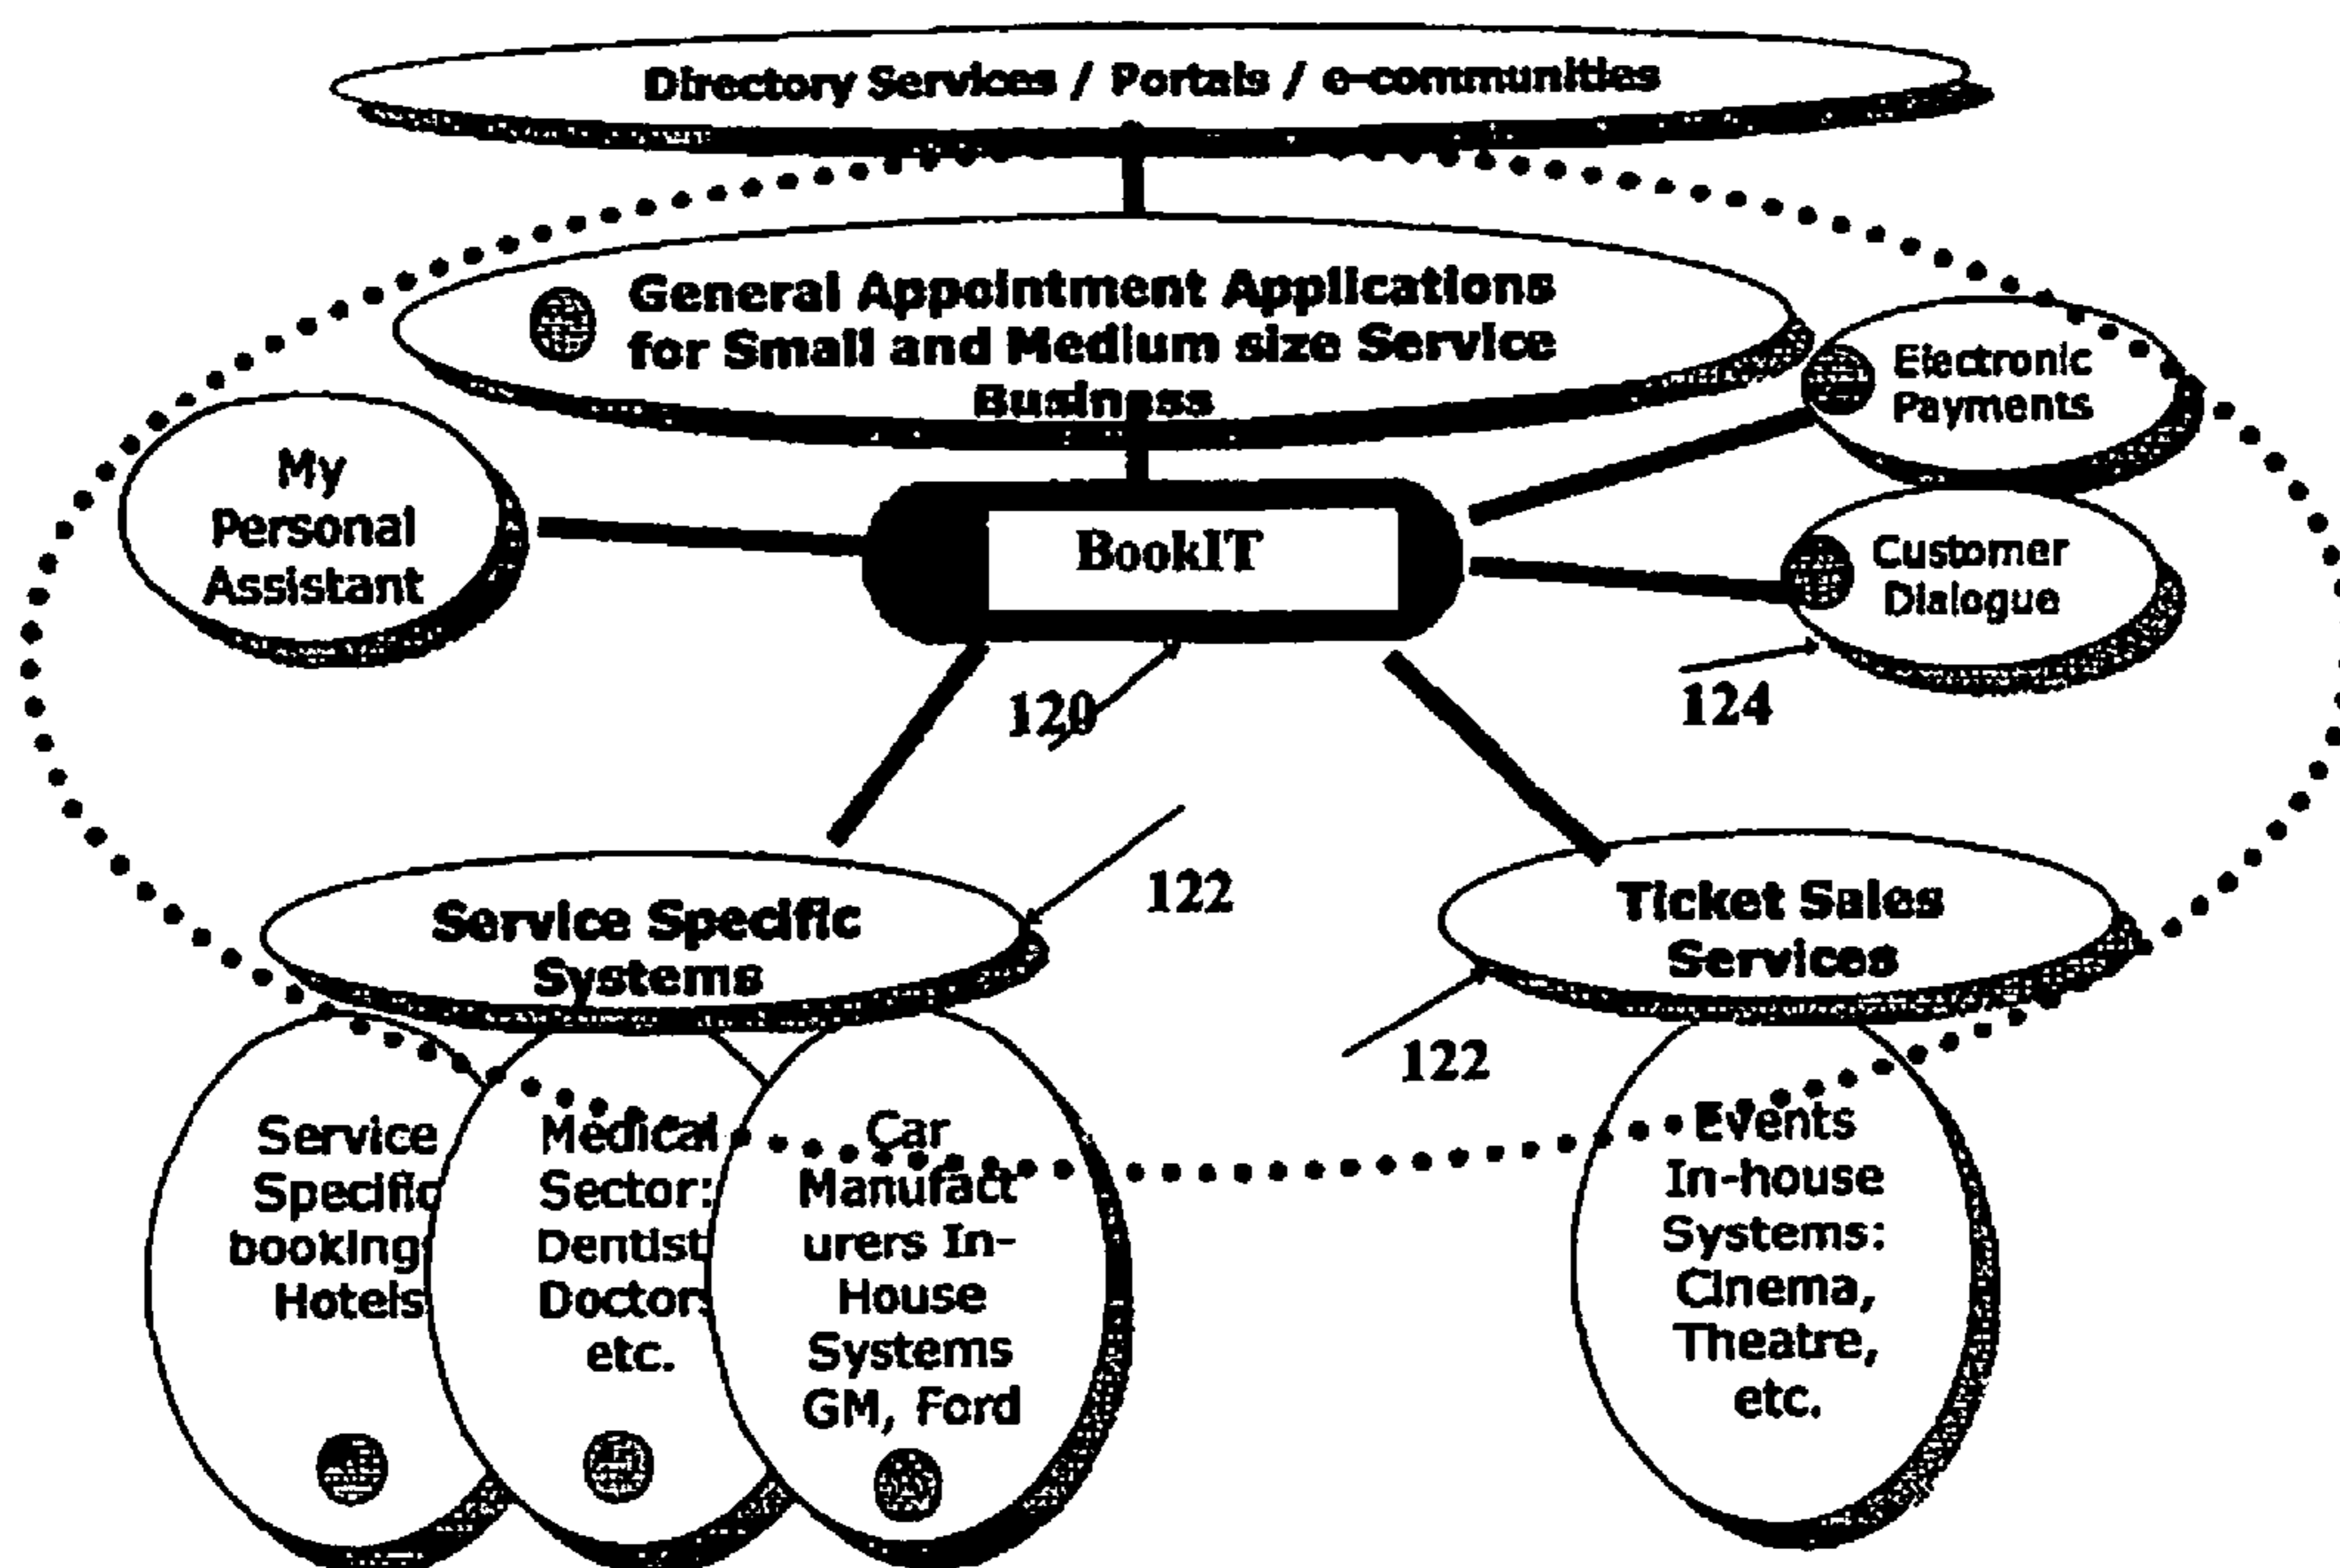 Directory Services / Portals / e-communities
General Appointment Applications
for Small and Medium size Service
Business
Electronic
Payments
My
Personal
Assistant
BookIT
Customer
Dialogue
120
124
122
Service Specific
Systems
Ticket Sales
Services
122
Service
Specific
booking
Hotels
Medical
Sector:
Dentist
Doctor
etc.
Car
Manufact
urers In-
House
Systems
GM, Ford
Events
In-house
Systems:
Cinema,
Theatre,
etc.